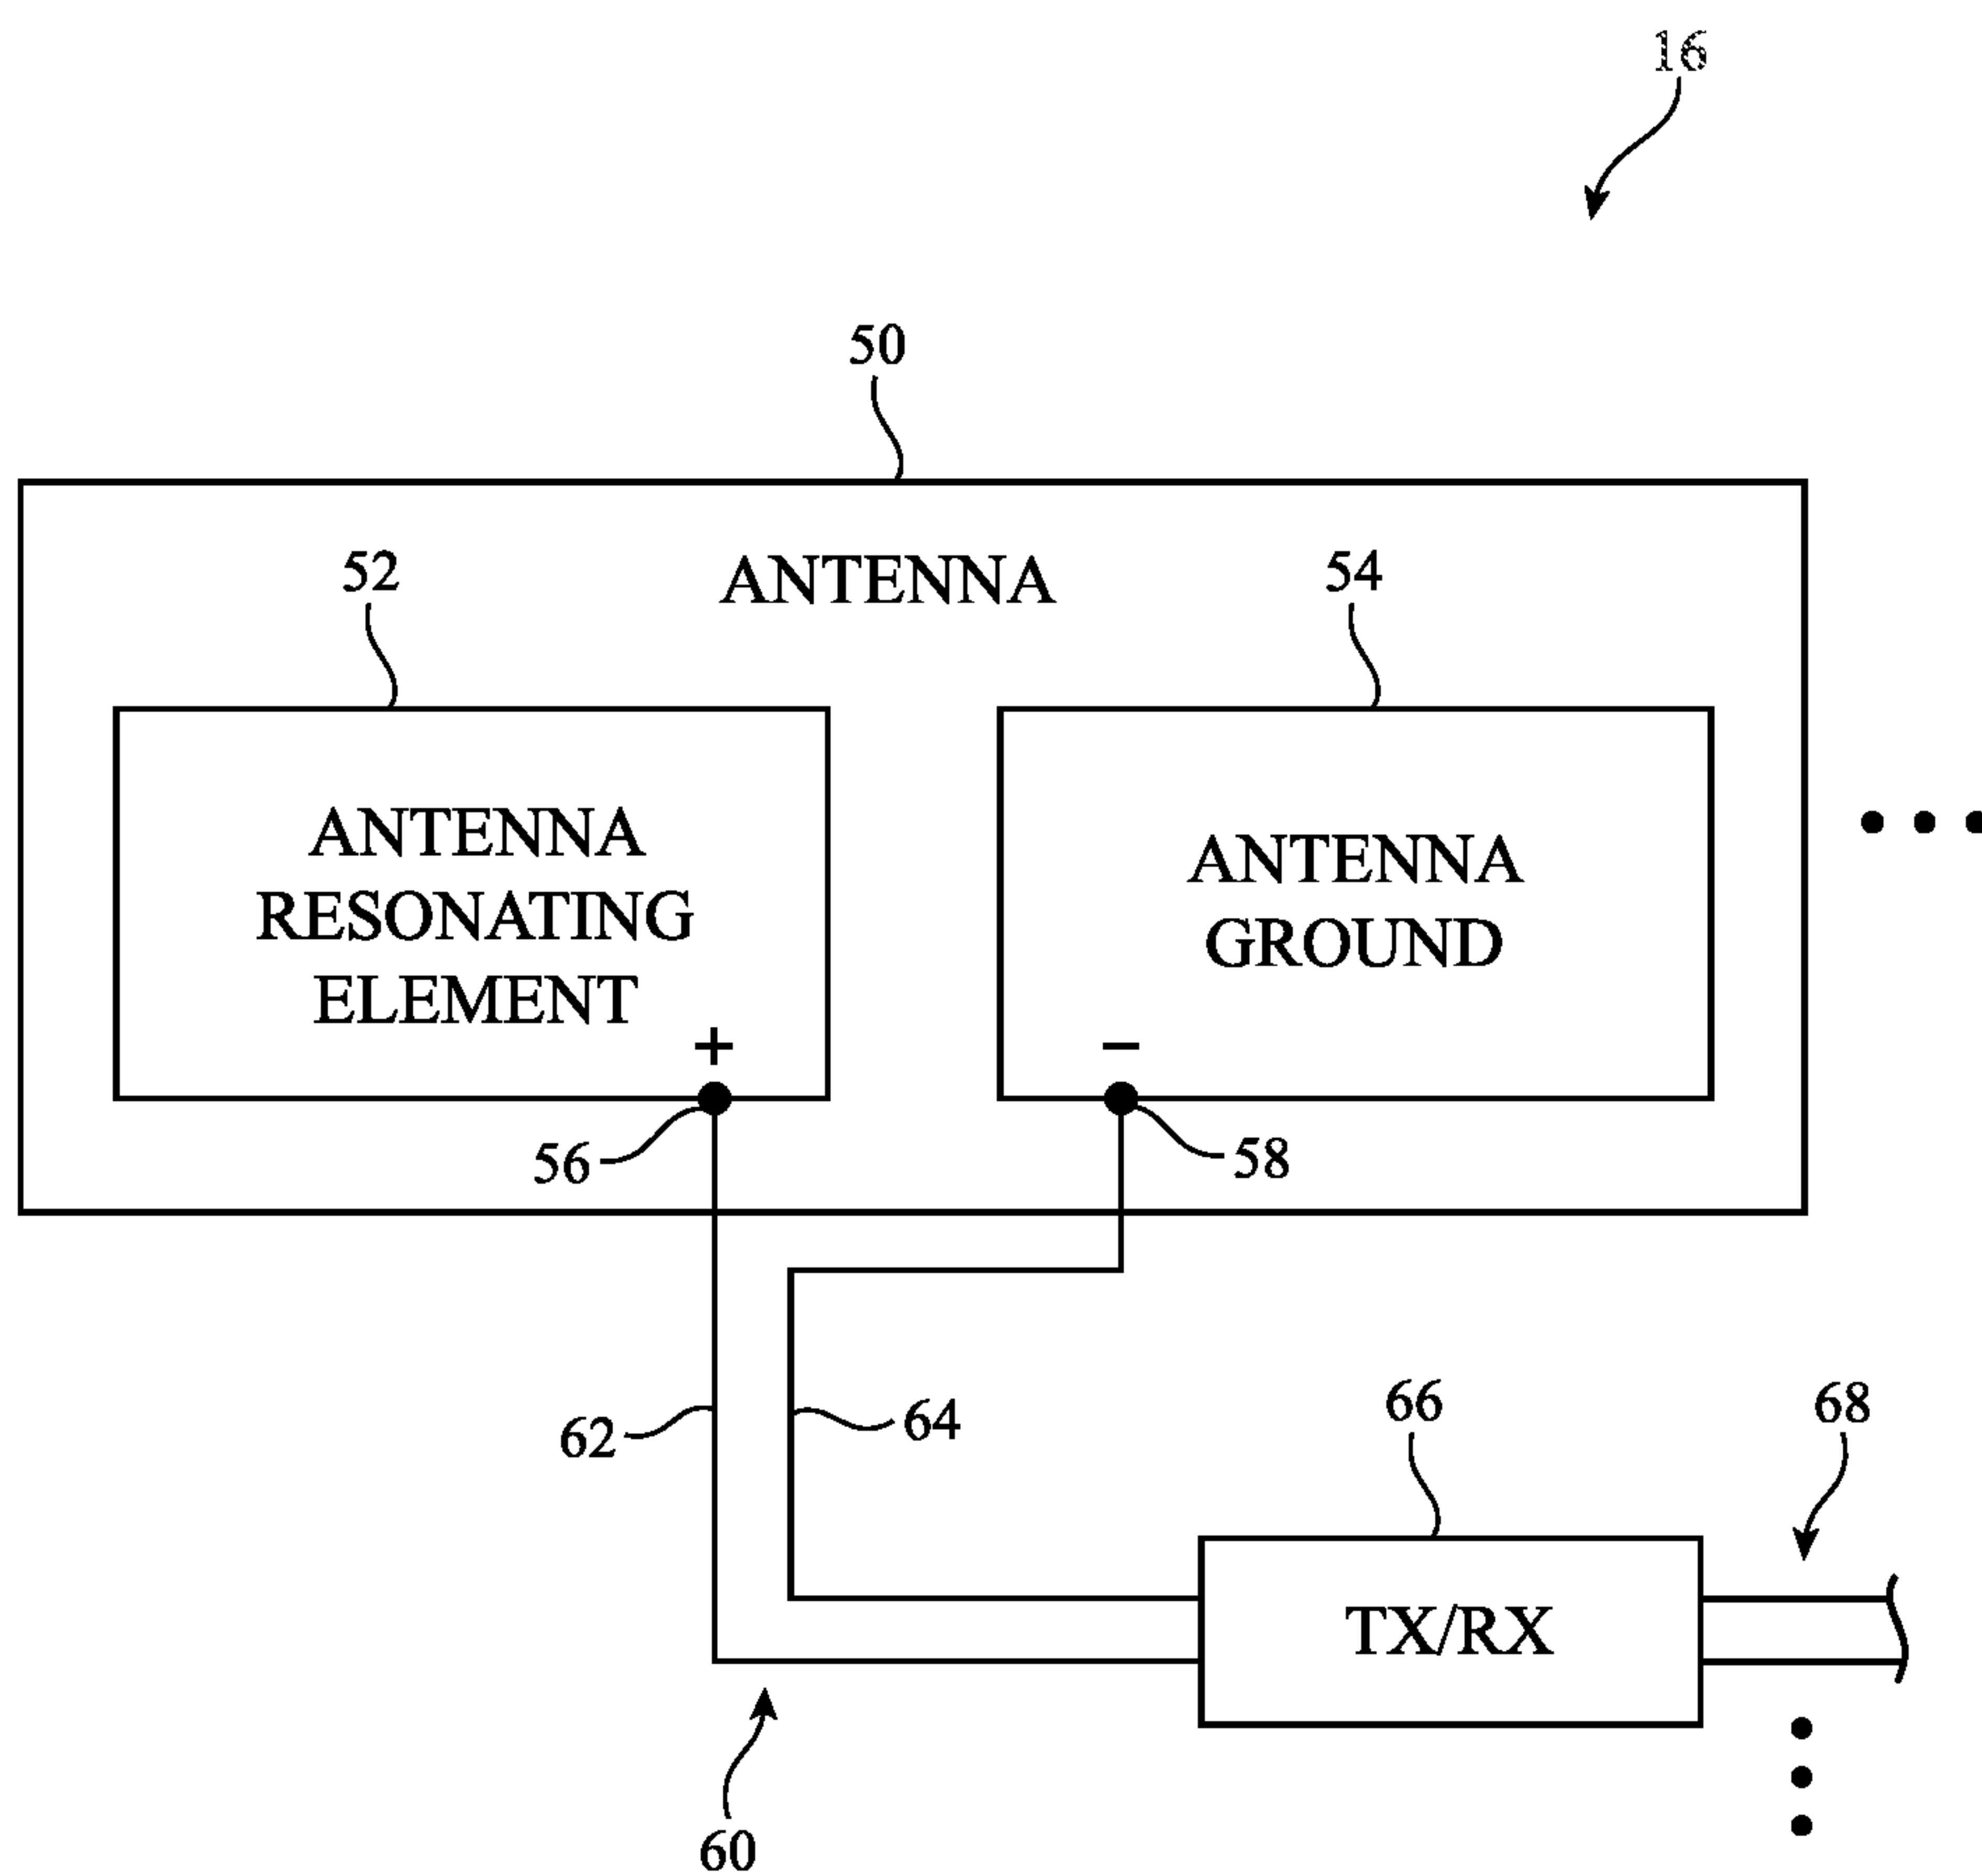 16
50
ANTENNA
52
54
ANTENNA
RESONATING
ELEMENT
ANTENNA
GROUND
+
−
56
58
62
64
66
68
TX/RX
60